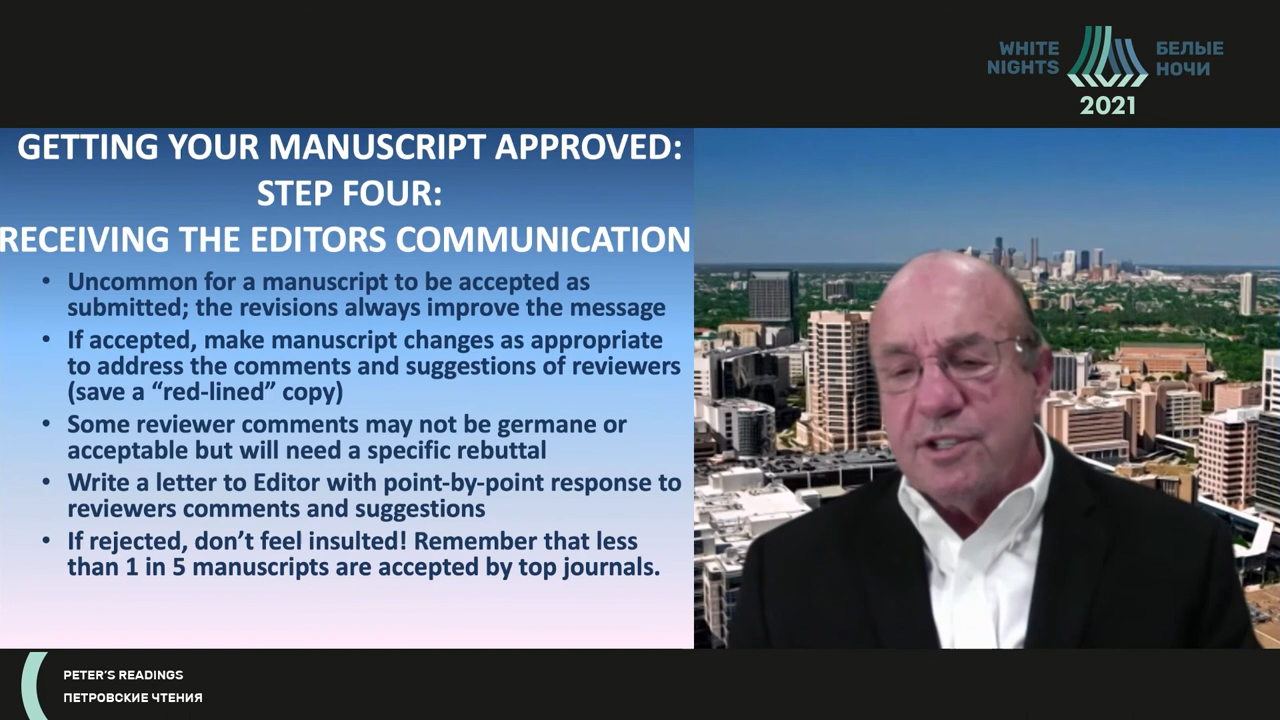 WHITE
NIGHTS
БЕЛЫЕ
НОЧИ
2021
GETTING YOUR MANUSCRIPT APPROVED:
STEP FOUR:
RECEIVING THE EDITORS COMMUNICATION
• Uncommon for a manuscript to be accepted as
submitted; the revisions always improve the message
• If accepted, make manuscript changes as appropriate
to address the comments and suggestions of reviewers
(save a “red-lined” copy)
• Some reviewer comments may not be germane or
acceptable but will need a specific rebuttal
• Write a letter to Editor with point-by-point response to
reviewers comments and suggestions
• If rejected, don’t feel insulted! Remember that less
than 1 in 5 manuscripts are accepted by top journals.
PETER’S READINGS
ПЕТРОВСКИЕ ЧТЕНИЯ